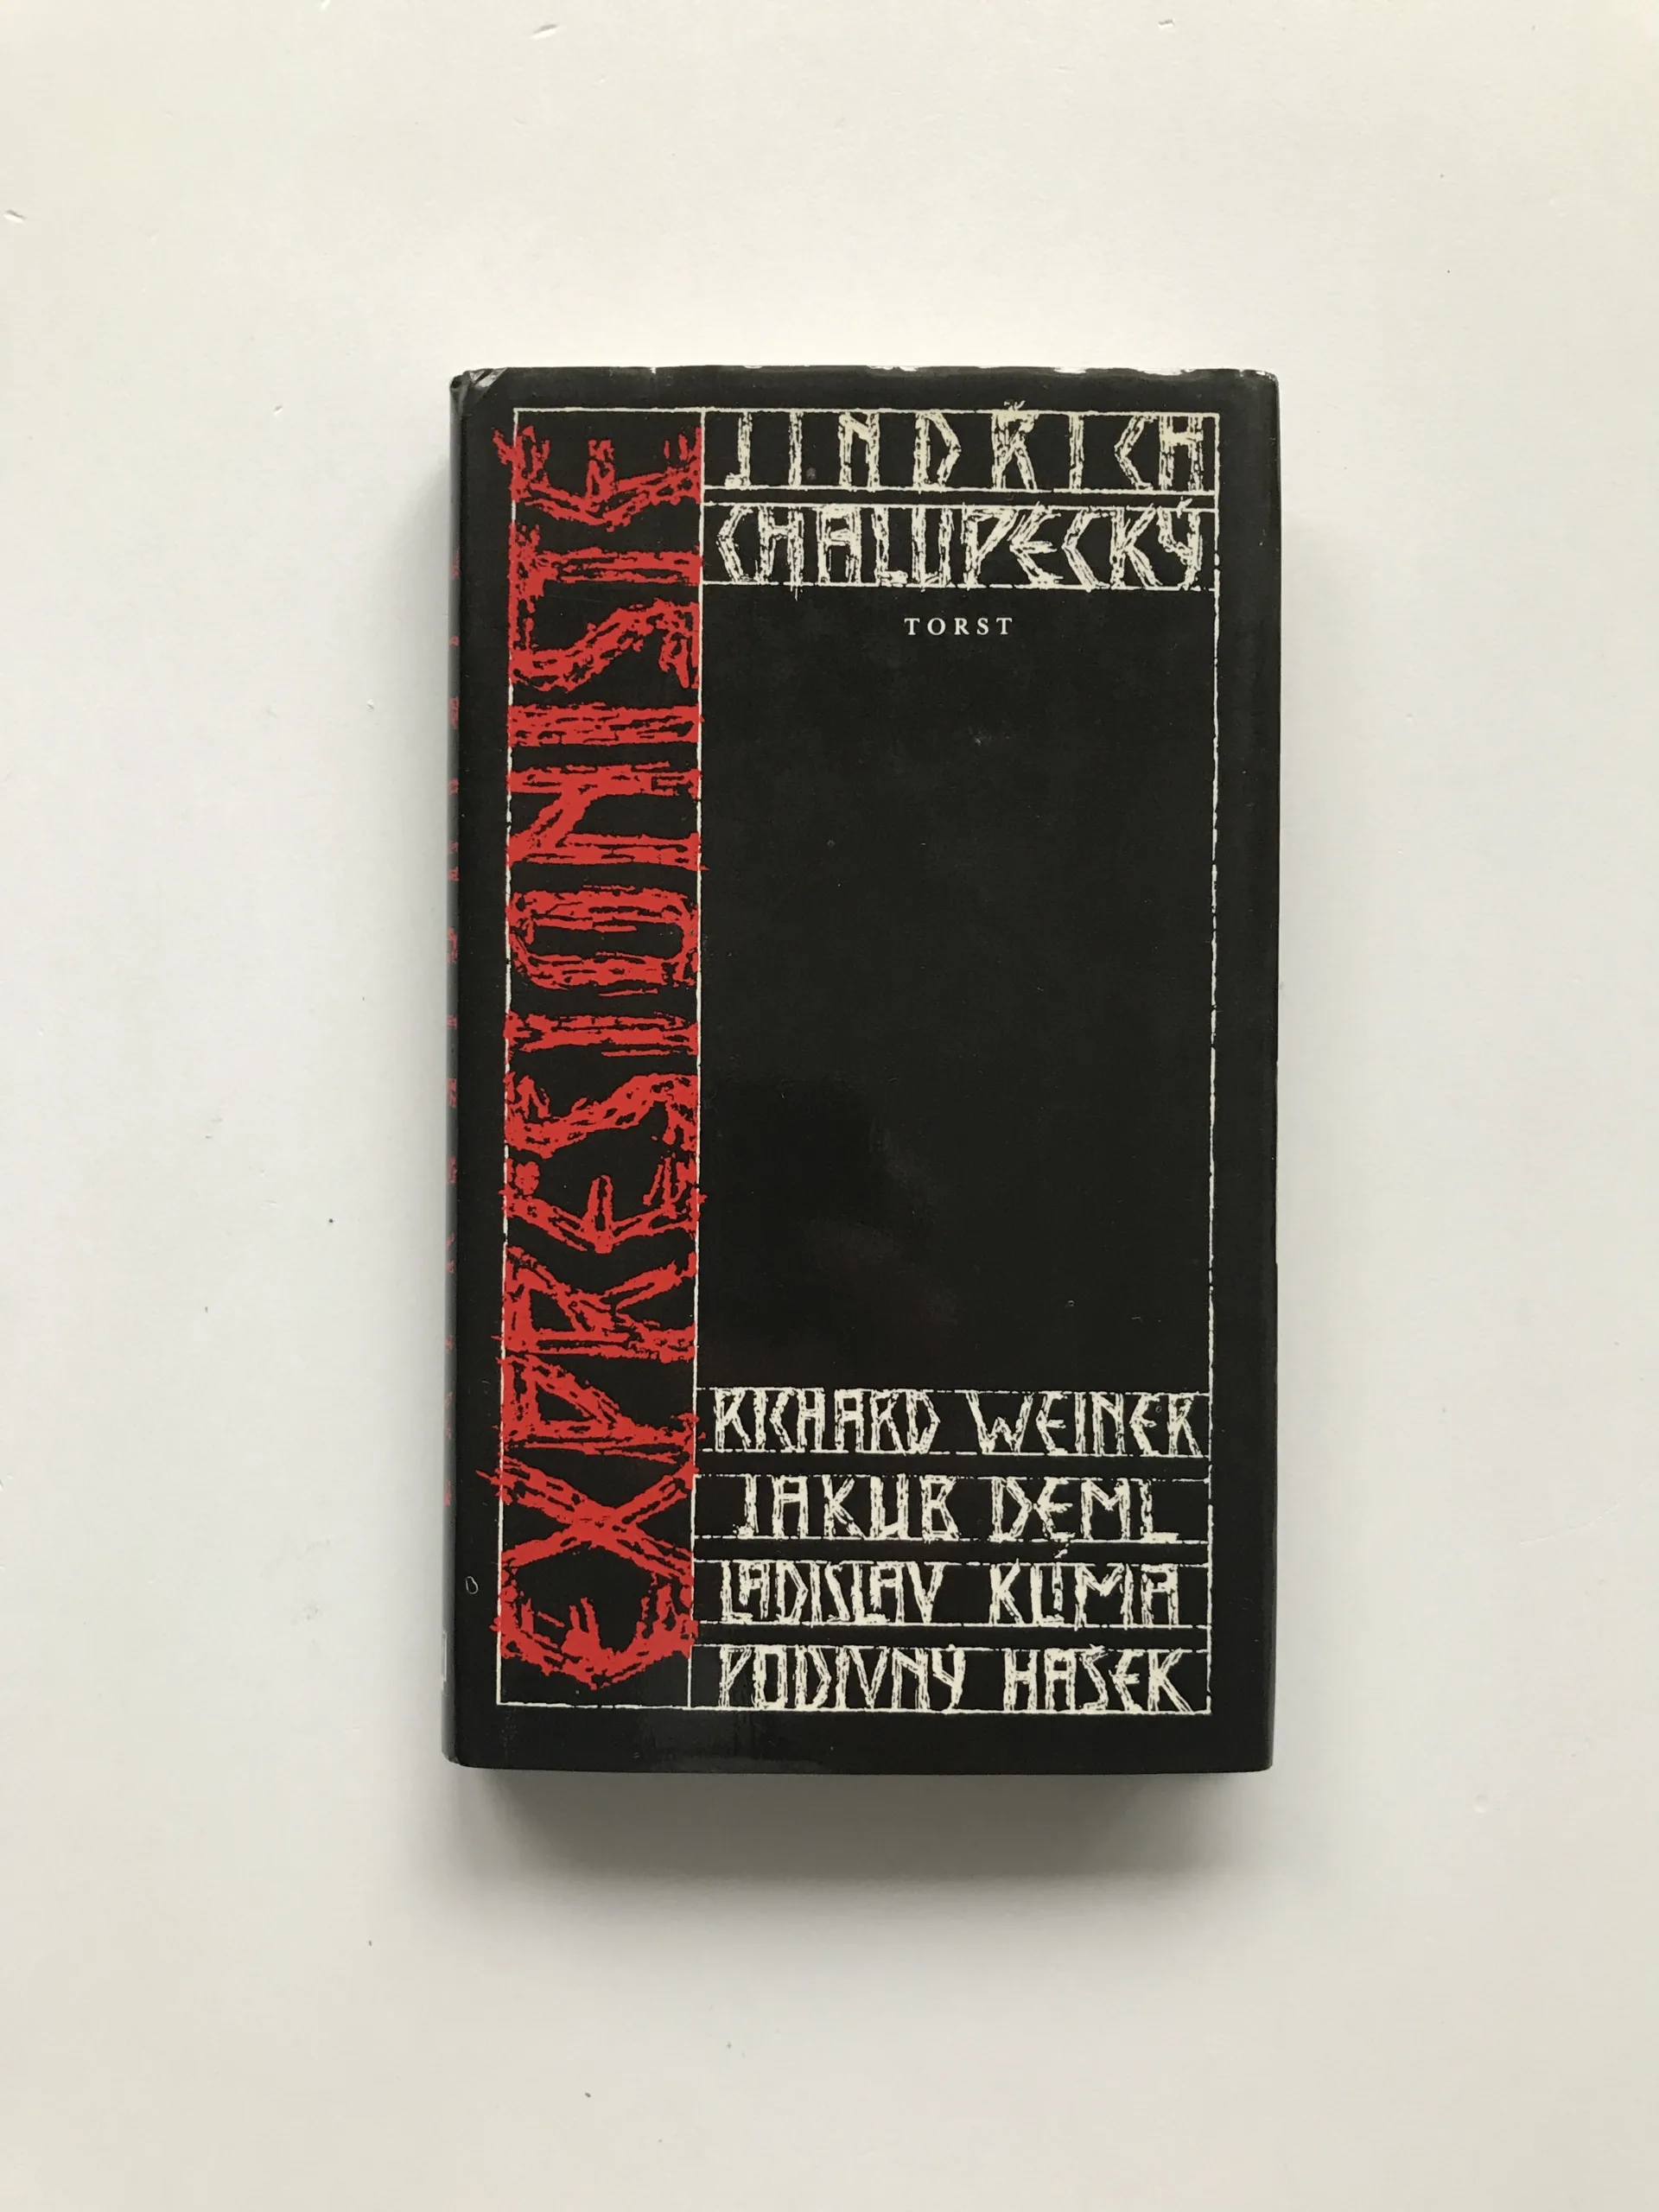 EXPRESIONISTÉ
JINDŘICH
CHALUPECKÝ
TORST
RICHARD WEINER
JAKUB DEML
LADISLAV KLÍMA
PODIVNÝ HAŠEK